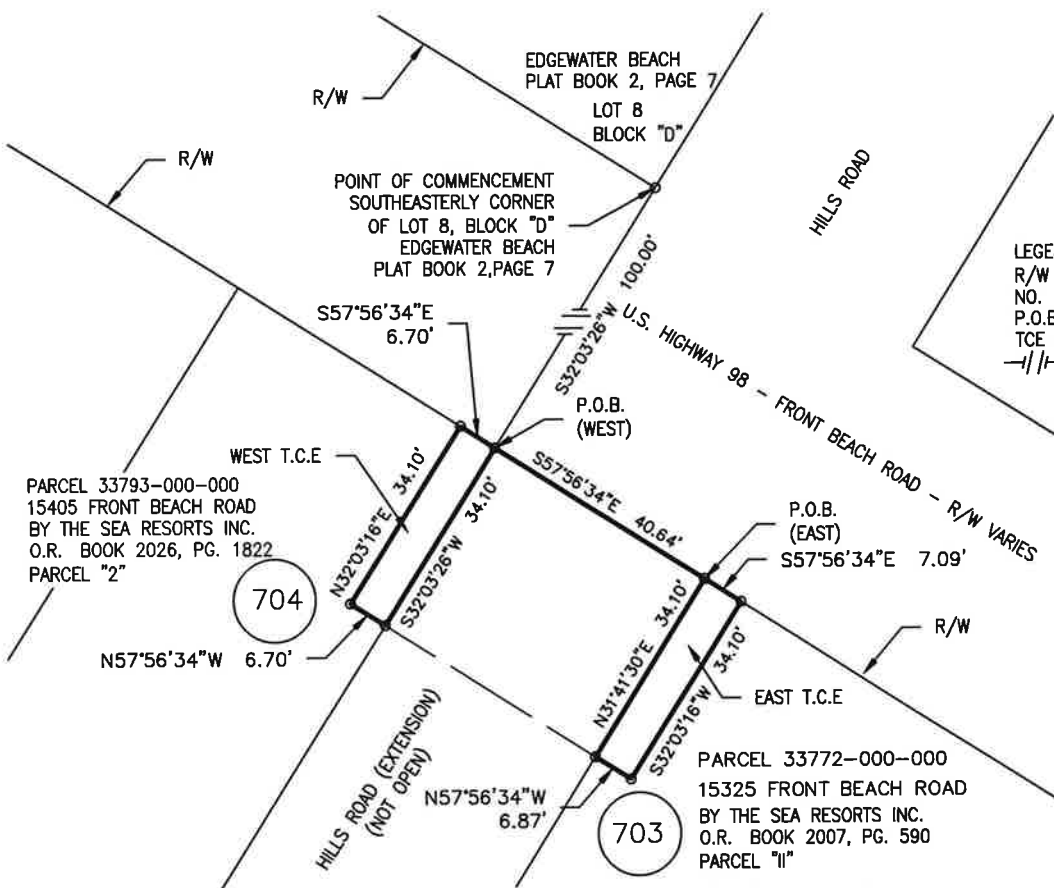 EDGEWATER BEACH
PLAT BOOK 2, PAGE 7
LOT 8
BLOCK "D"
R/W
R/W
HILLS ROAD
POINT OF COMMENCEMENT
SOUTHEASTERLY CORNER
OF LOT 8, BLOCK "D"
EDGEWATER BEACH
PLAT BOOK 2,PAGE 7
LEGE
R/W
NO.
P.O.B
TCE
S32°03'26"W 100.00'
S57°56'34"E
6.70'
U.S. HIGHWAY 98 - FRONT BEACH ROAD - R/W VARIES
P.O.B.
(WEST)
WEST T.C.E
S57°56'34"E 40.64'
PARCEL 33793-000-000
15405 FRONT BEACH ROAD
BY THE SEA RESORTS INC.
O.R. BOOK 2026, PG. 1822
PARCEL "2"
N32°03'16"E 34.10'
S32°03'26"W 34.10'
P.O.B.
(EAST)
S57°56'34"E 7.09'
704
N57°56'34"W 6.70'
R/W
N31°41'30"E 34.10'
S32°03'16"W 34.10'
EAST T.C.E
HILLS ROAD (EXTENSION)
(NOT OPEN)
N57°56'34"W
6.87'
703
PARCEL 33772-000-000
15325 FRONT BEACH ROAD
BY THE SEA RESORTS INC.
O.R. BOOK 2007, PG. 590
PARCEL "II"